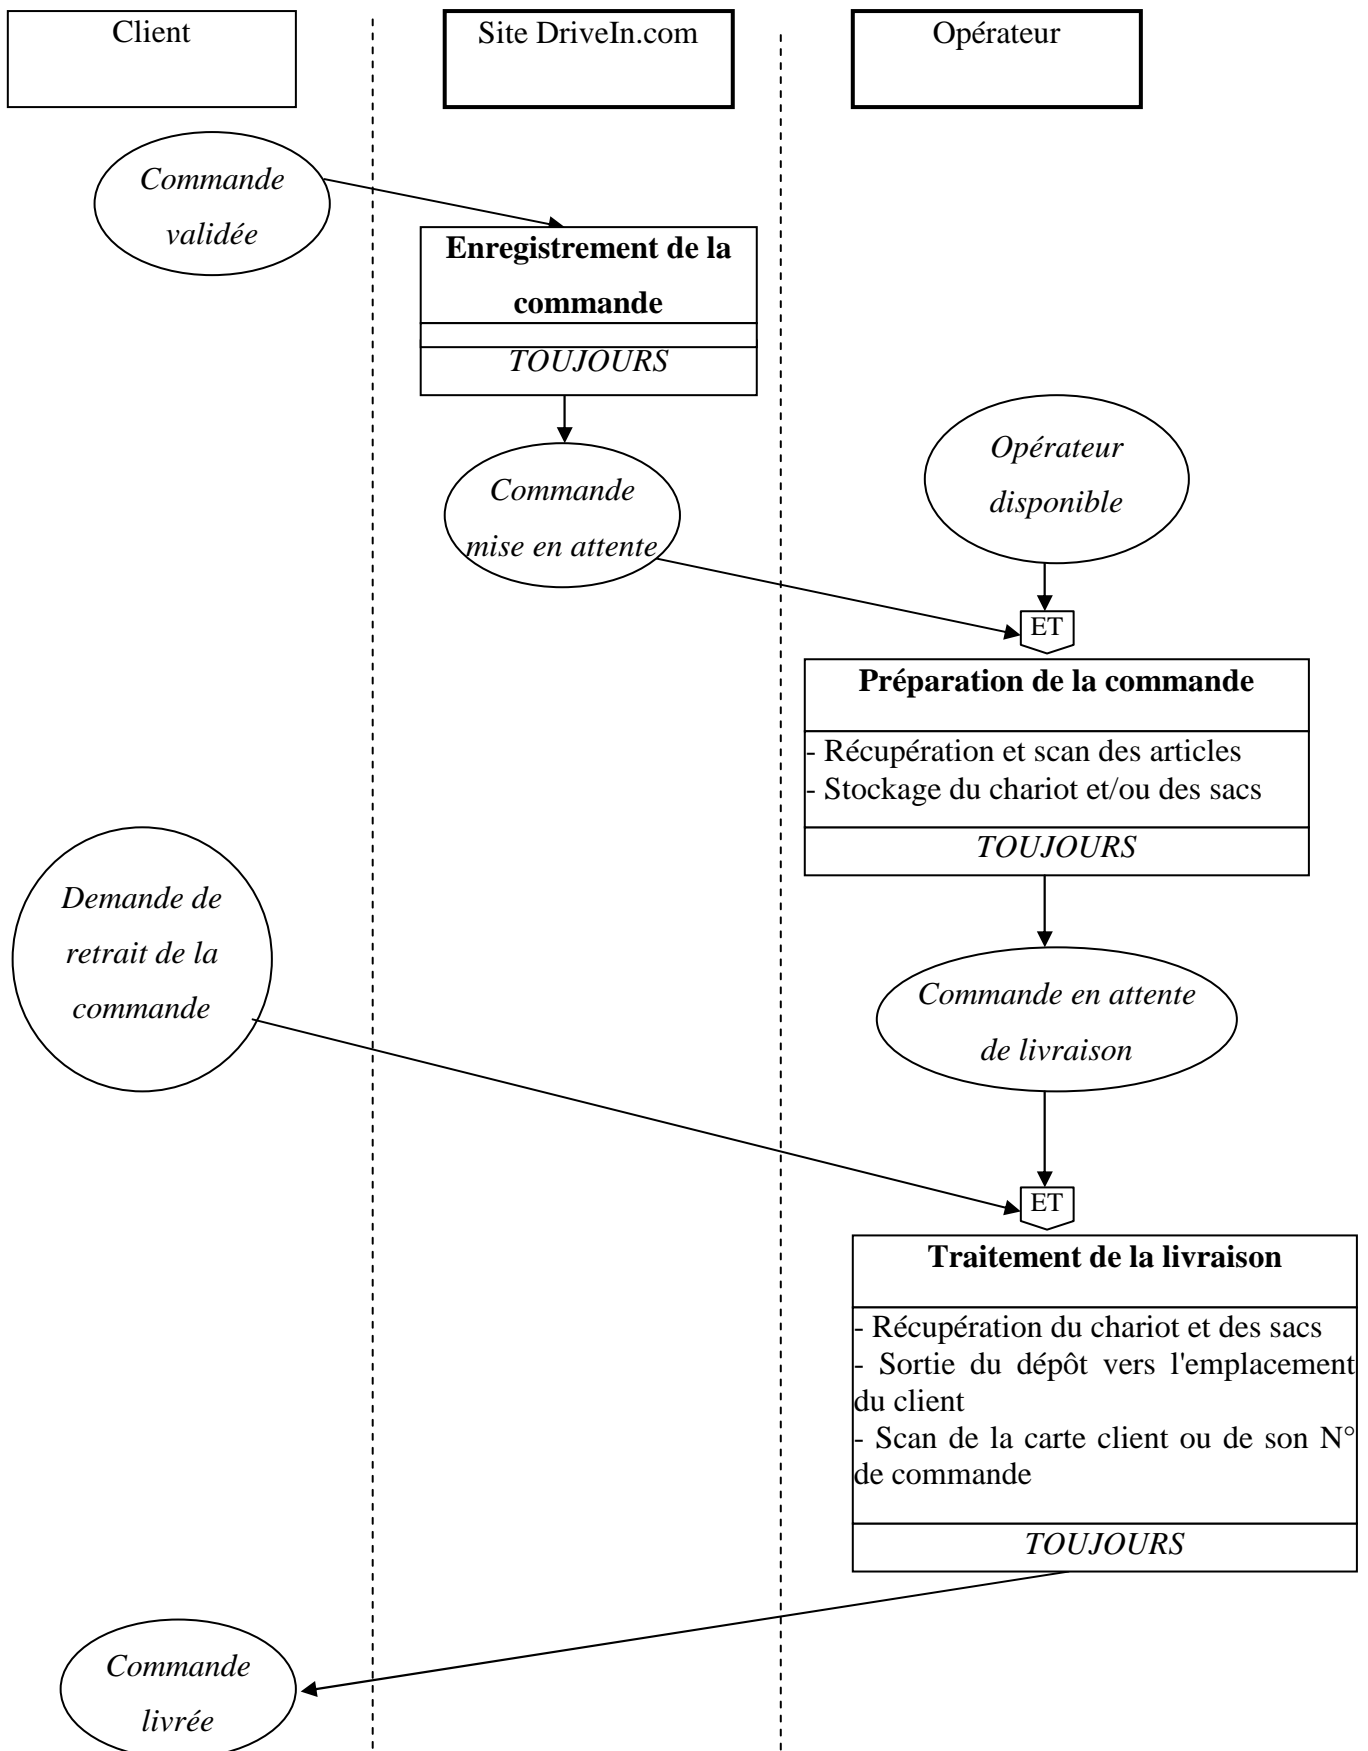 Client
Site DriveIn.com
Opérateur
Commande
validée
Enregistrement de la
commande
TOUJOURS
Commande
mise en attente
Opérateur
disponible
ET
Préparation de la commande
- Récupération et scan des articles
- Stockage du chariot et/ou des sacs
TOUJOURS
Demande de
retrait de la
commande
Commande en attente
de livraison
ET
Traitement de la livraison
- Récupération du chariot et des sacs
- Sortie du dépôt vers l'emplacement
du client
- Scan de la carte client ou de son N°
de commande
TOUJOURS
Commande
livrée